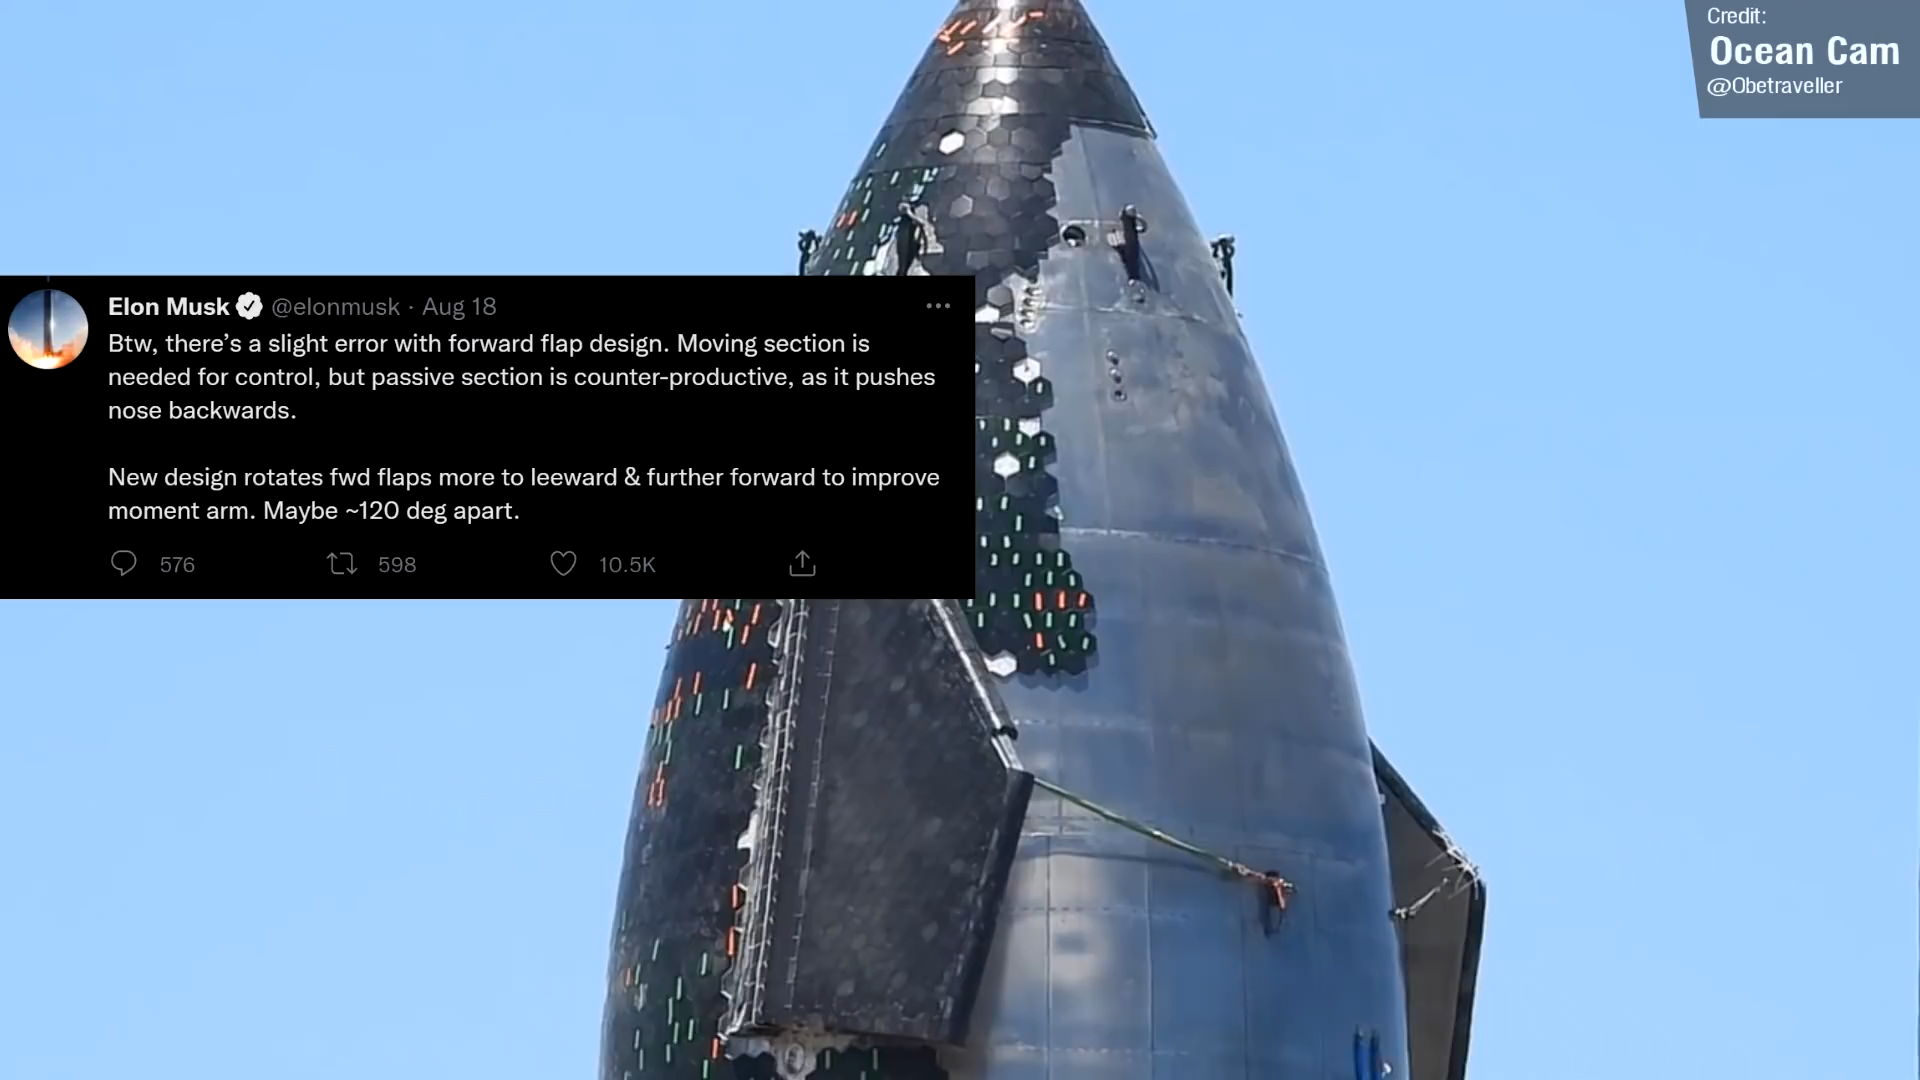 Credit:
Ocean Cam
@Obetraveller
Elon Musk @elonmusk · Aug 18
Btw, there’s a slight error with forward flap design. Moving section is
needed for control, but passive section is counter-productive, as it pushes
nose backwards.
New design rotates fwd flaps more to leeward & further forward to improve
moment arm. Maybe ~120 deg apart.
576 598 10.5K